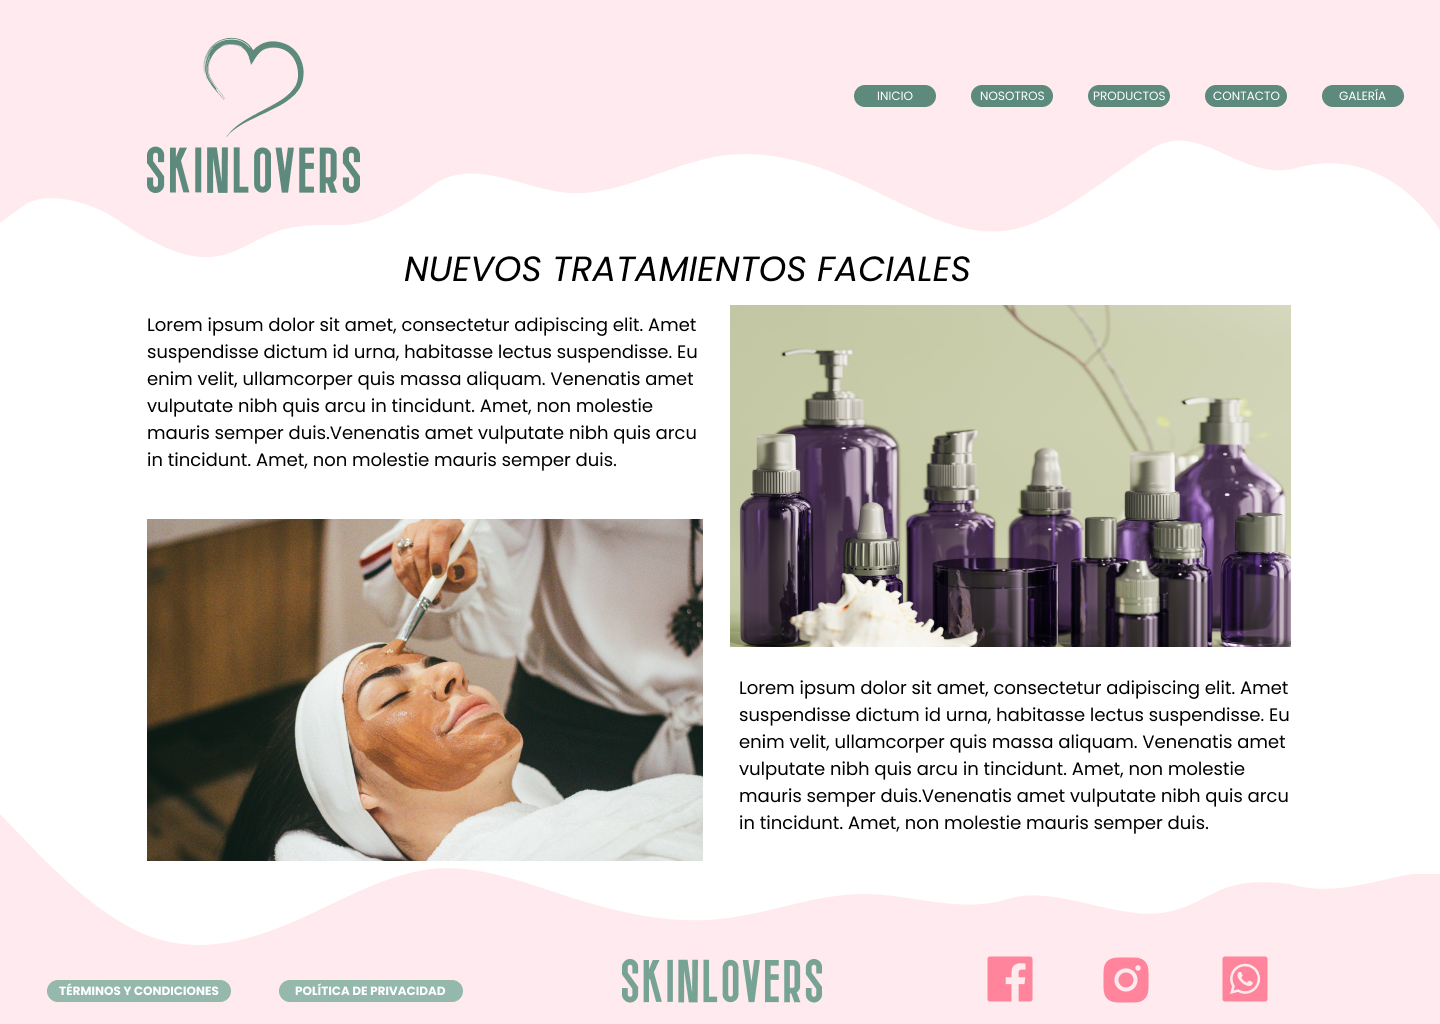 SKINLOVERS
INICIO
NOSOTROS
PRODUCTOS
CONTACTO
GALERÍA
NUEVOS TRATAMIENTOS FACIALES
Lorem ipsum dolor sit amet, consectetur adipiscing elit. Amet
suspendisse dictum id urna, habitasse lectus suspendisse. Eu
enim velit, ullamcorper quis massa aliquam. Venenatis amet
vulputate nibh quis arcu in tincidunt. Amet, non molestie
mauris semper duis.Venenatis amet vulputate nibh quis arcu
in tincidunt. Amet, non molestie mauris semper duis.
Lorem ipsum dolor sit amet, consectetur adipiscing elit. Amet
suspendisse dictum id urna, habitasse lectus suspendisse. Eu
enim velit, ullamcorper quis massa aliquam. Venenatis amet
vulputate nibh quis arcu in tincidunt. Amet, non molestie
mauris semper duis.Venenatis amet vulputate nibh quis arcu
in tincidunt. Amet, non molestie mauris semper duis.
TÉRMINOS Y CONDICIONES
POLÍTICA DE PRIVACIDAD
SKINLOVERS